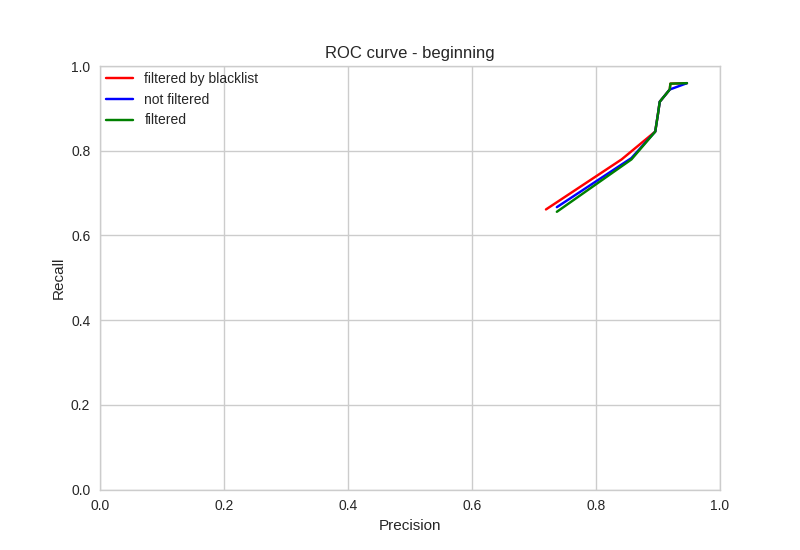 ROC curve - beginning
filtered by blacklist
not filtered
filtered
1.0
0.8
0.6
0.4
0.2
0.0
Recall
0.0 0.2 0.4 0.6 0.8 1.0
Precision